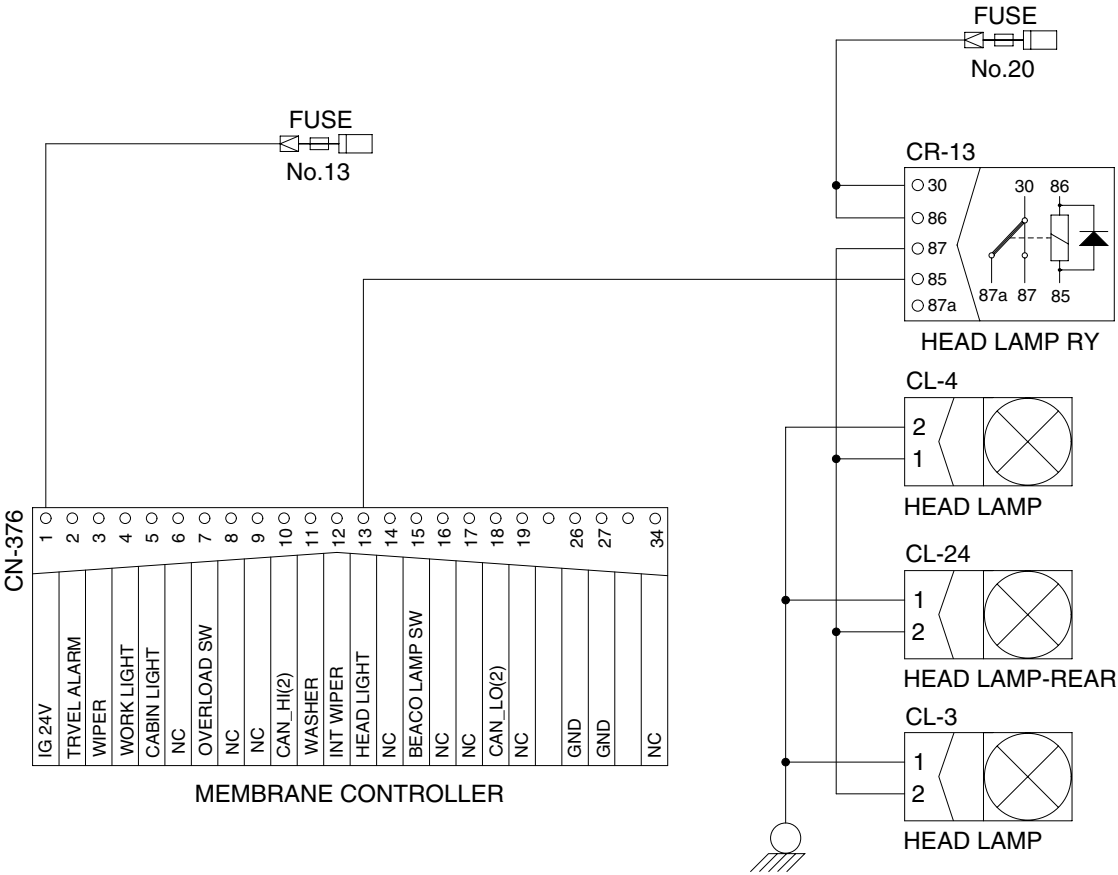 FUSE
No.20
FUSE
No.13
CR-13
30
86
87
85
87a
30 86
87a 87 85
HEAD LAMP RY
CL-4
2
1
HEAD LAMP
CL-24
1
2
HEAD LAMP-REAR
CL-3
1
2
HEAD LAMP
CN-376
1
2
3
4
5
6
7
8
9
10
11
12
13
14
15
16
17
18
19
26
27
34
IG 24V
TRVEL ALARM
WIPER
WORK LIGHT
CABIN LIGHT
NC
OVERLOAD SW
NC
NC
CAN_HI(2)
WASHER
INT WIPER
HEAD LIGHT
NC
BEACO LAMP SW
NC
NC
CAN_LO(2)
NC
GND
GND
NC
MEMBRANE CONTROLLER